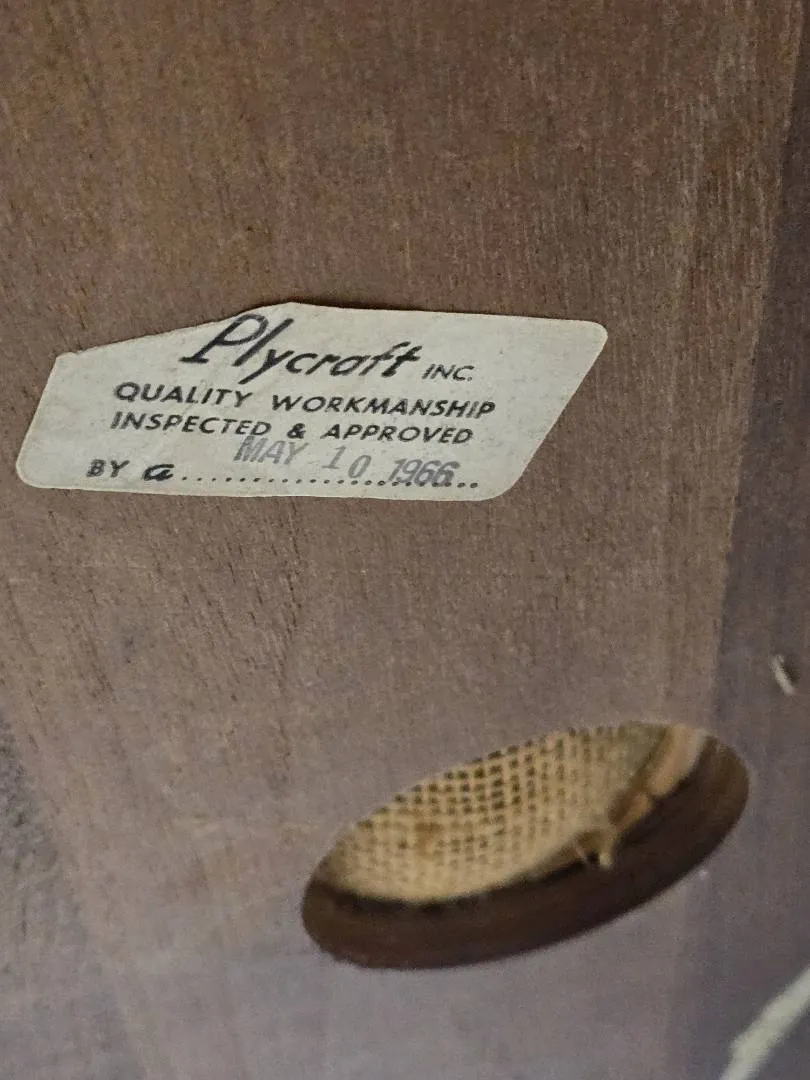 Plycraft INC.
QUALITY WORKMANSHIP
INSPECTED & APPROVED
MAY 10 1966
BY a....................